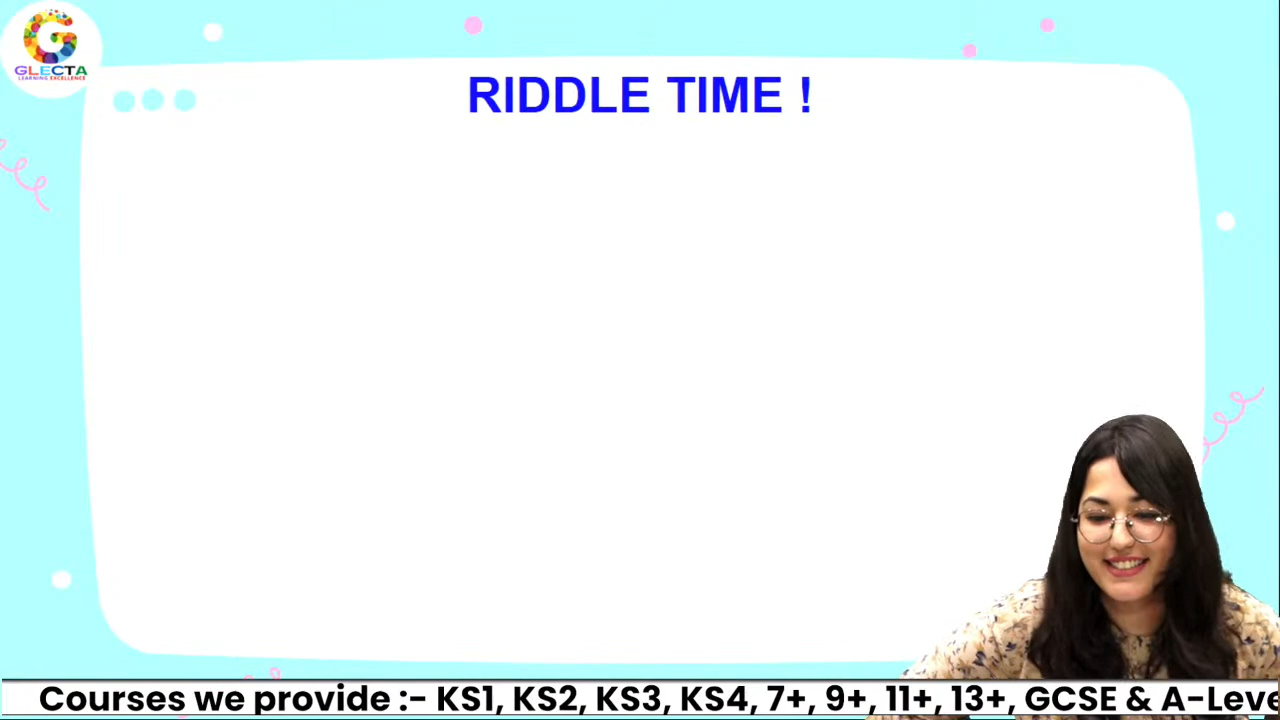 GLECTA
LEARNING EXCELLENCE
RIDDLE TIME !
Courses we provide :- KS1, KS2, KS3, KS4, 7+, 9+, 11+, 13+, GCSE & A-Leve